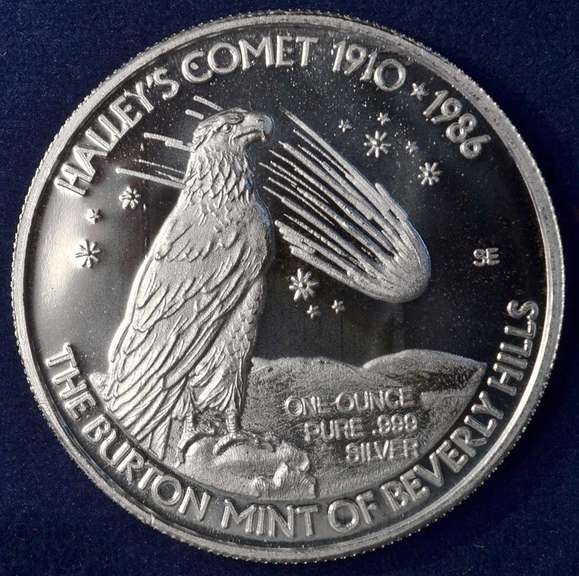 HALLEY'S COMET 1910 ★ 1986
SE
ONE-OUNCE
PURE .999
SILVER
THE BURTON MINT OF BEVERLY HILLS